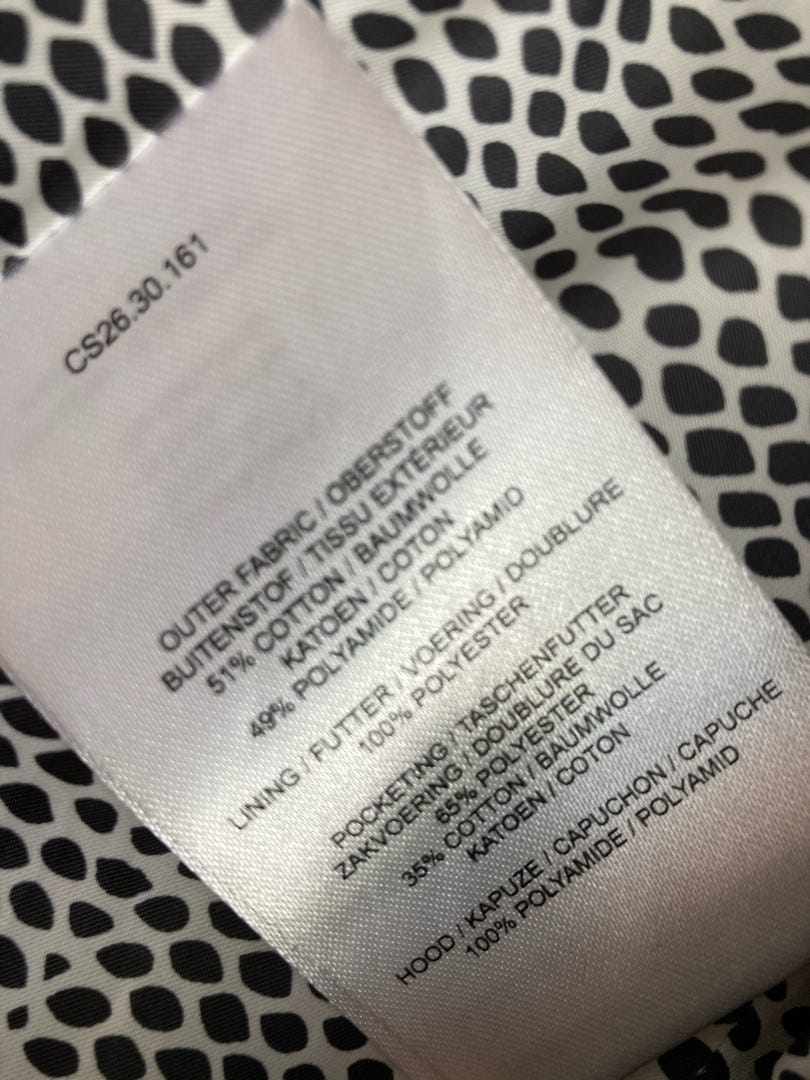 CS26.30.161
OUTER FABRIC / OBERSTOFF
BUITENSTOF / TISSU EXTÉRIEUR
51% COTTON / BAUMWOLLE
KATOEN / COTON
49% POLYAMIDE / POLYAMID
LINING / FUTTER / VOERING / DOUBLURE
100% POLYESTER
POCKETING / TASCHENFUTTER
ZAKVOERING / DOUBLURE DU SAC
65% POLYESTER
35% COTTON / BAUMWOLLE
KATOEN / COTON
HOOD / KAPUZE / CAPUCHON / CAPUCHE
100% POLYAMIDE / POLYAMID